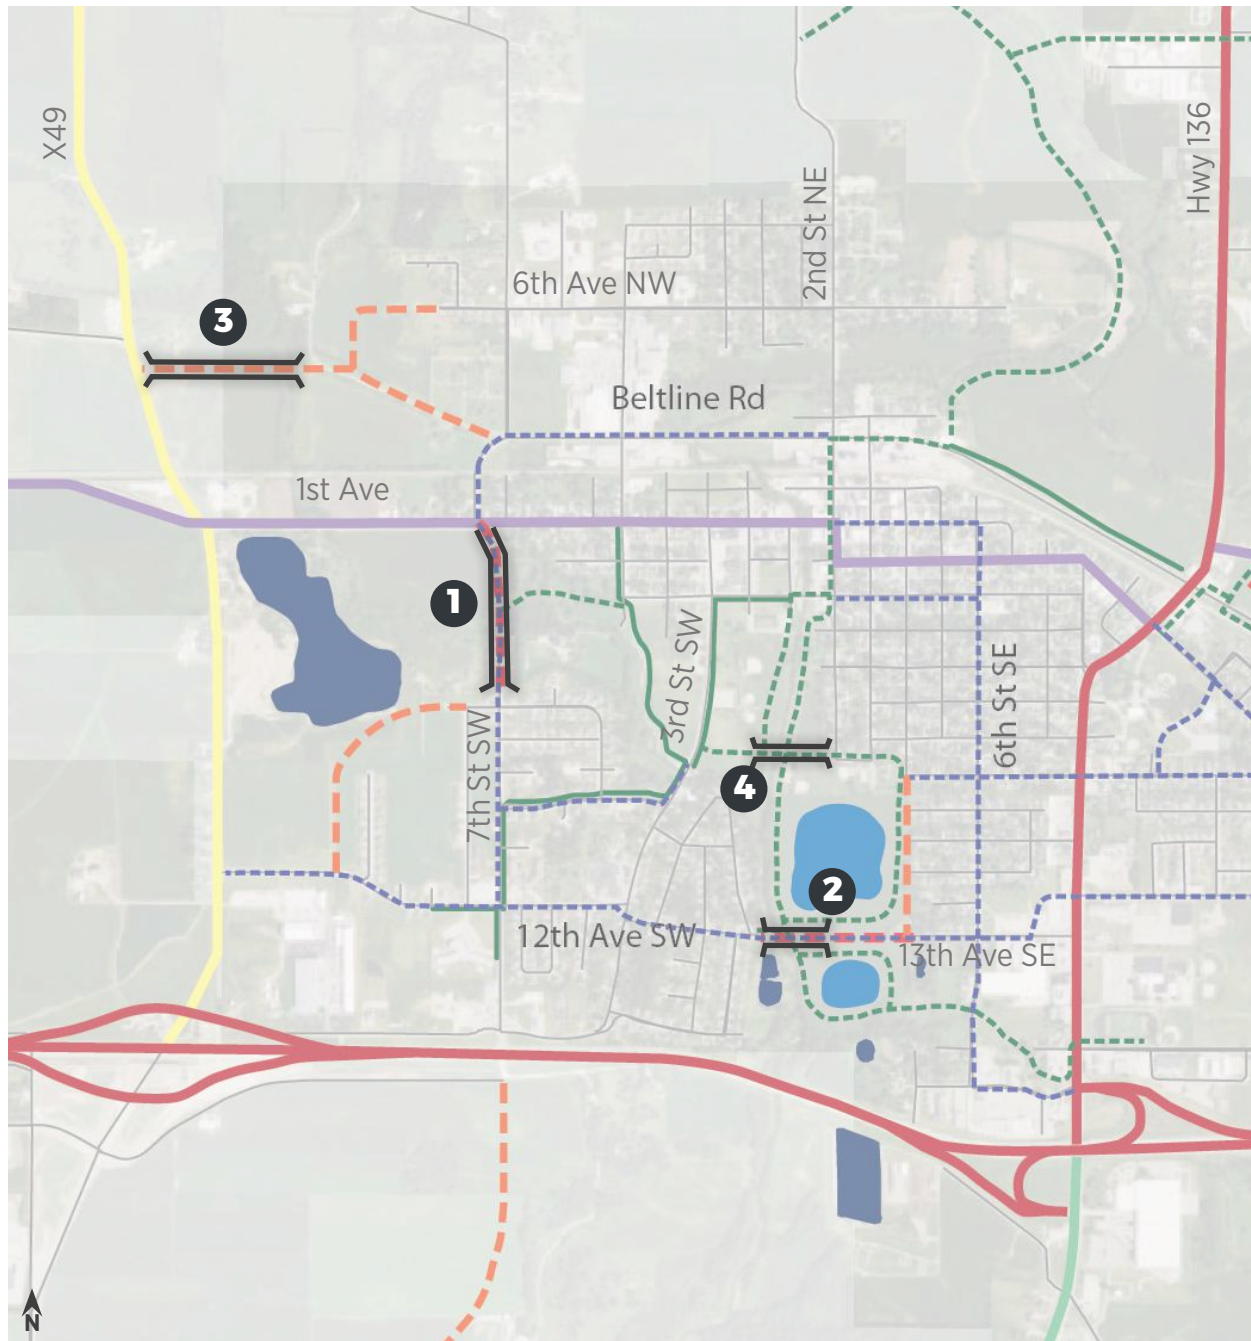 X49
Hwy 136
2nd St NE
6th Ave NW
3
Beltline Rd
1st Ave
1
3rd St SW
6th St SE
7th St SW
4
2
12th Ave SW
13th Ave SE
N